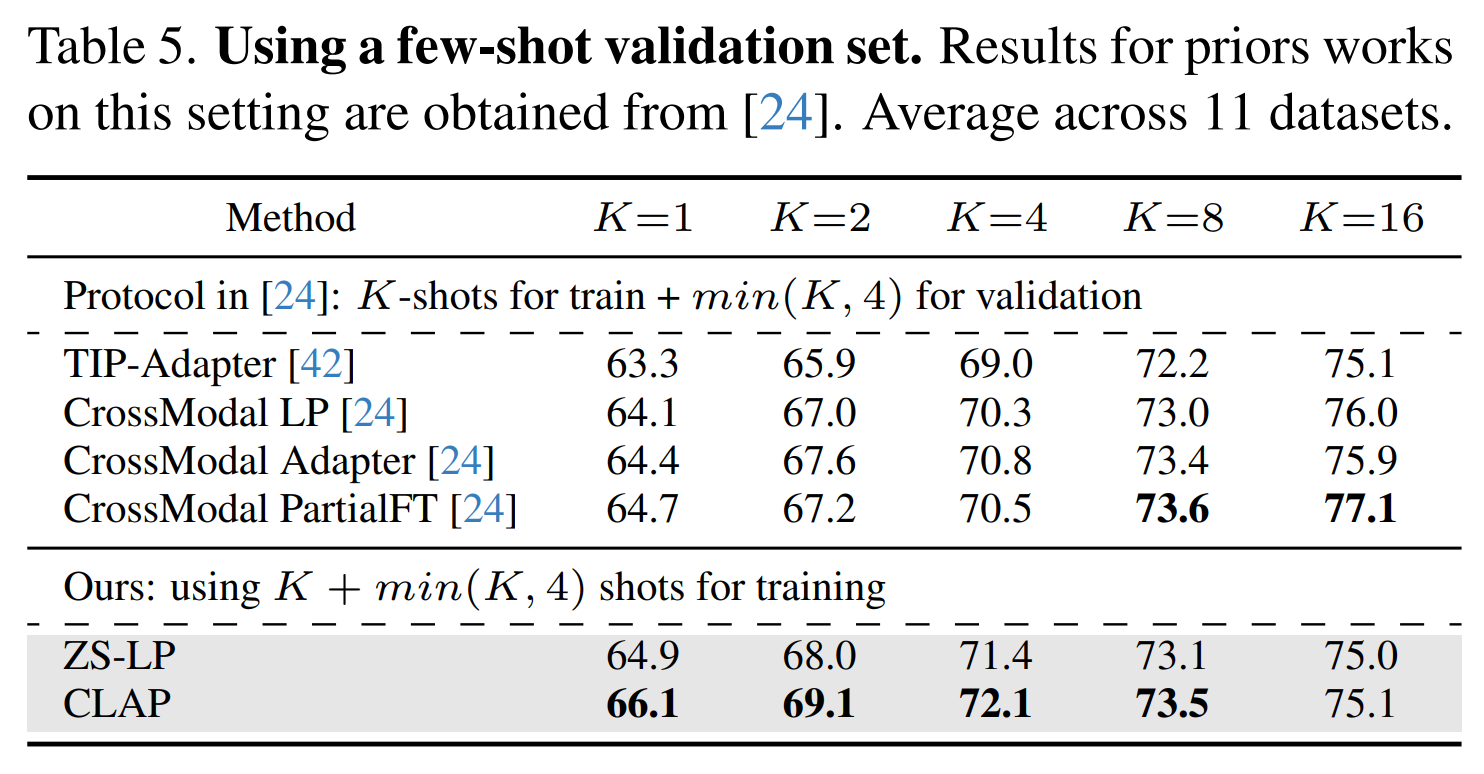 Table 5. Using a few-shot validation set. Results for priors works
on this setting are obtained from [24]. Average across 11 datasets.
Method K=1 K=2 K=4 K=8 K=16
Protocol in [24]: K-shots for train + min(K, 4) for validation
TIP-Adapter [42] 63.3 65.9 69.0 72.2 75.1
CrossModal LP [24] 64.1 67.0 70.3 73.0 76.0
CrossModal Adapter [24] 64.4 67.6 70.8 73.4 75.9
CrossModal PartialFT [24] 64.7 67.2 70.5 73.6 77.1
Ours: using K + min(K, 4) shots for training
ZS-LP 64.9 68.0 71.4 73.1 75.0
CLAP 66.1 69.1 72.1 73.5 75.1